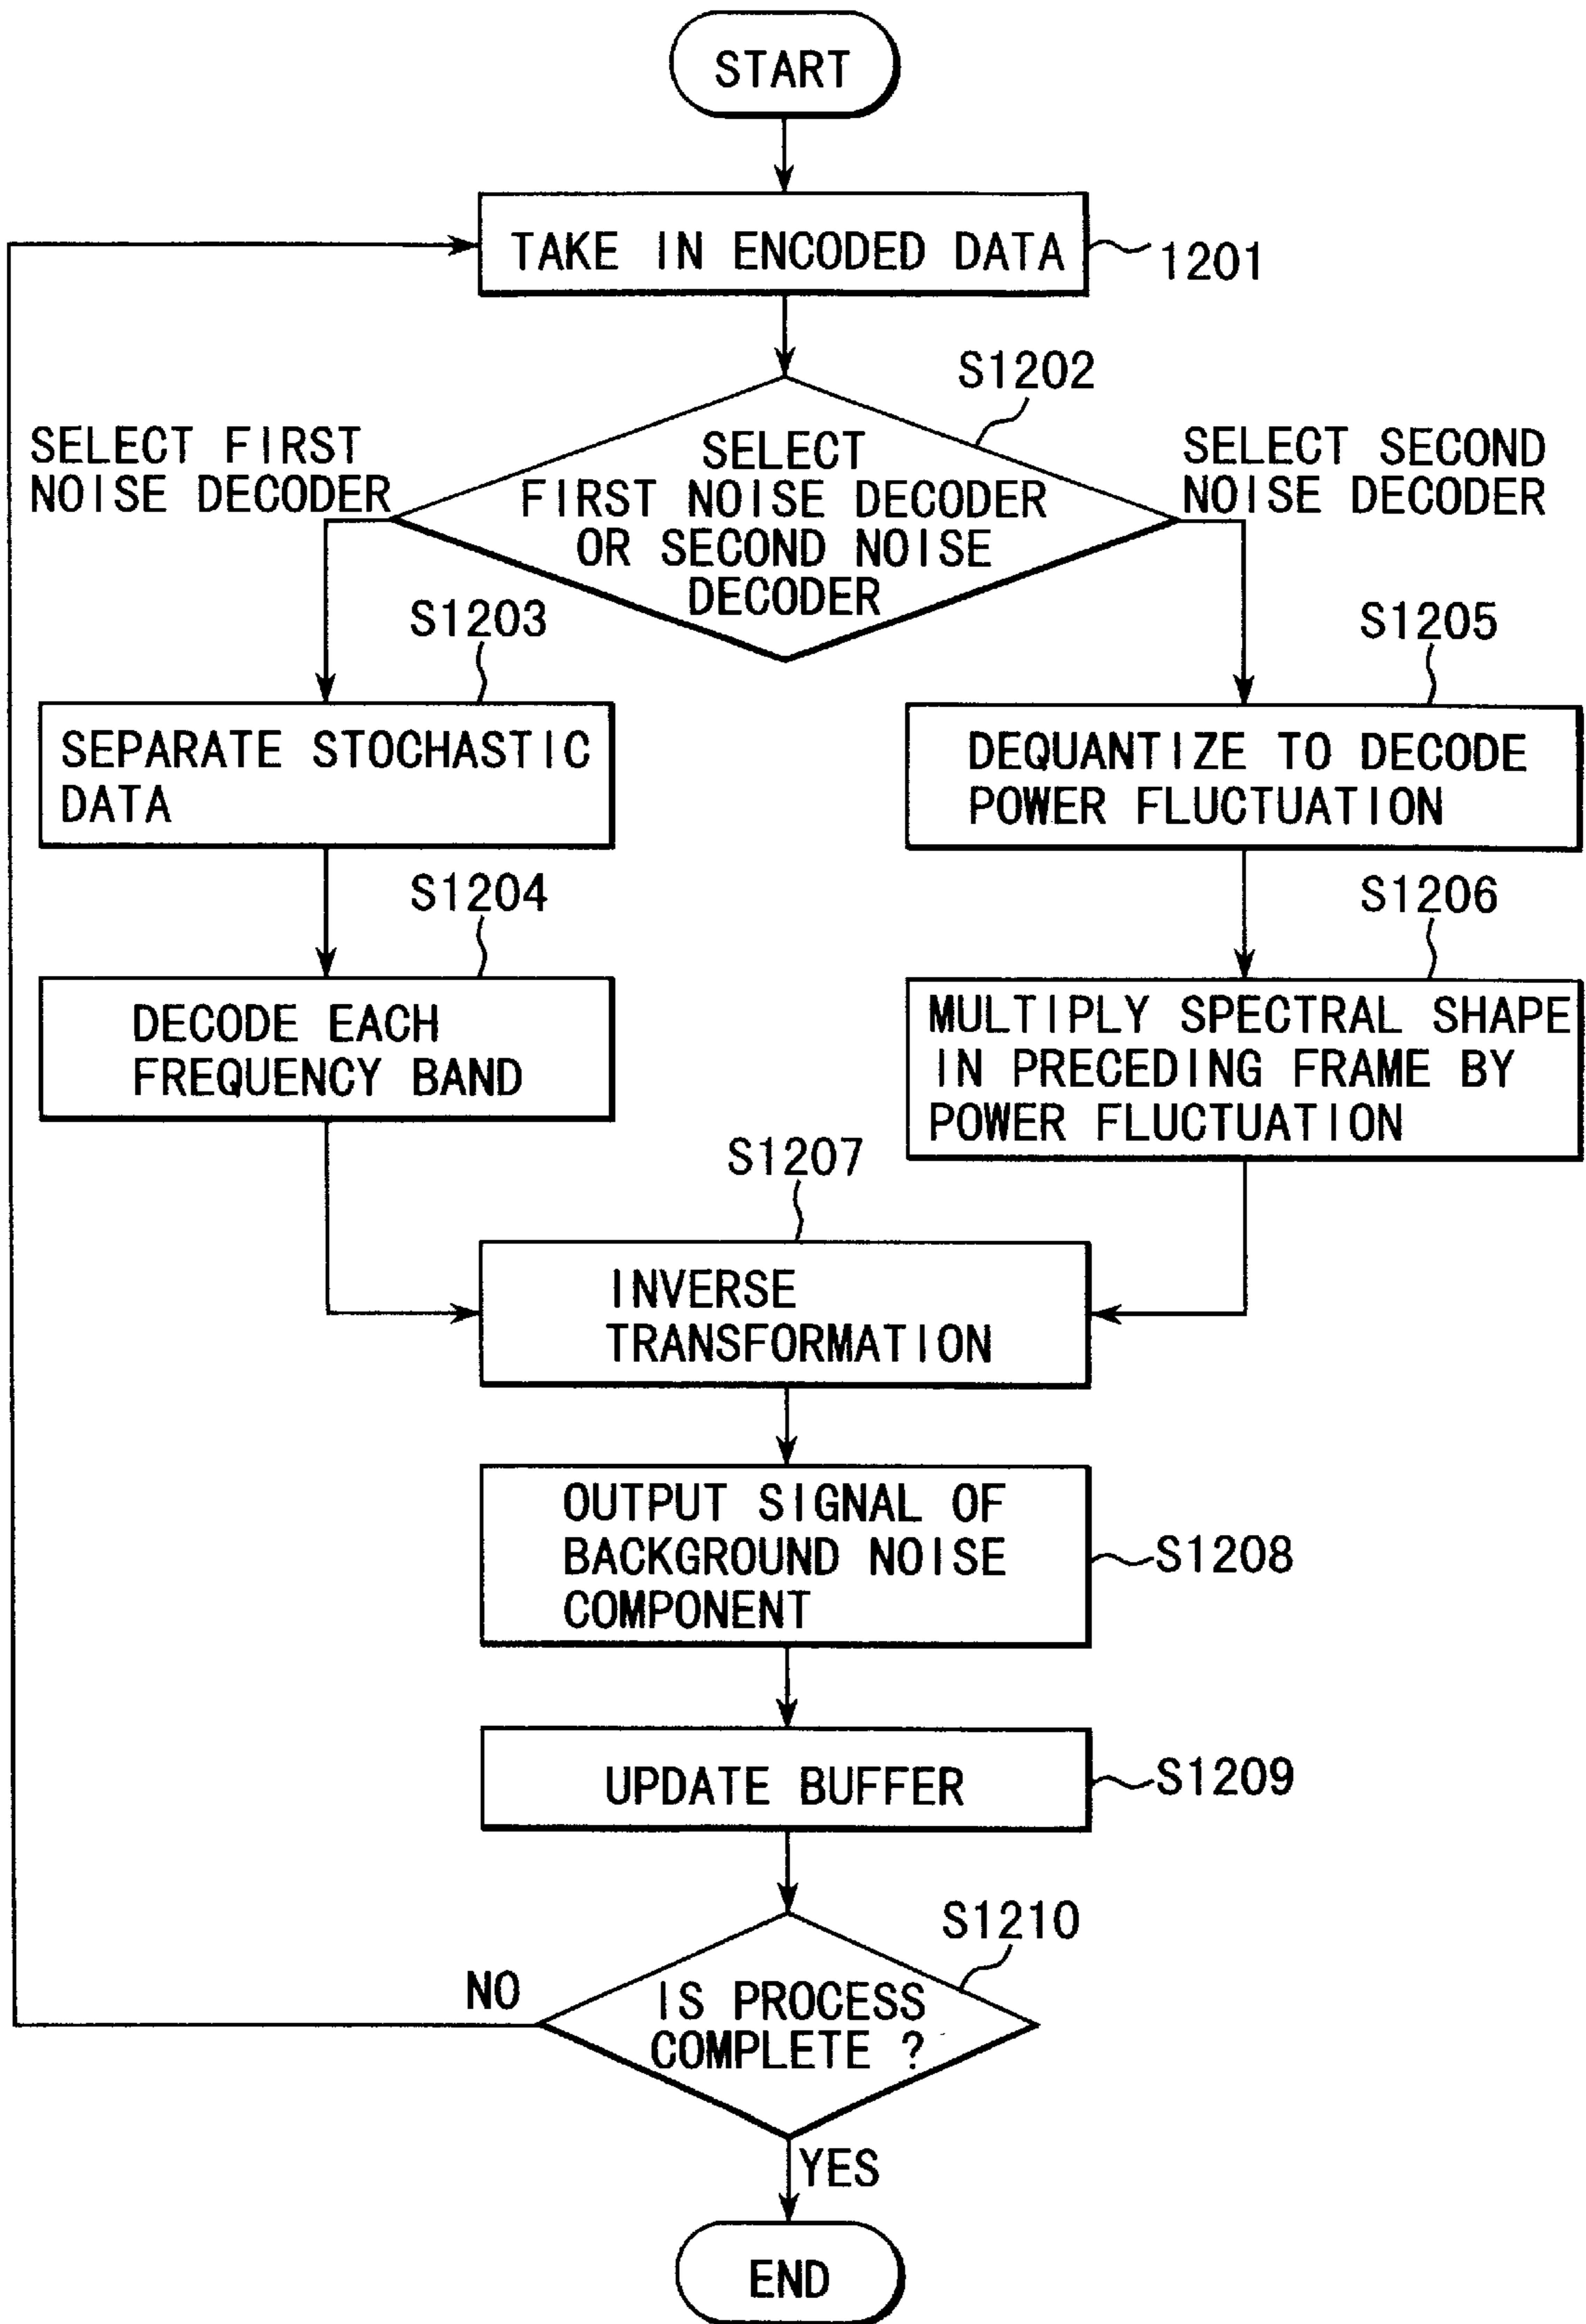 START
TAKE IN ENCODED DATA
1201
S1202
SELECT FIRST
NOISE DECODER
SELECT
FIRST NOISE DECODER
OR SECOND NOISE
DECODER
SELECT SECOND
NOISE DECODER
S1203
SEPARATE STOCHASTIC
DATA
S1205
DEQUANTIZE TO DECODE
POWER FLUCTUATION
S1204
DECODE EACH
FREQUENCY BAND
S1206
MULTIPLY SPECTRAL SHAPE
IN PRECEDING FRAME BY
POWER FLUCTUATION
S1207
INVERSE
TRANSFORMATION
OUTPUT SIGNAL OF
BACKGROUND NOISE
COMPONENT
S1208
UPDATE BUFFER
S1209
S1210
NO
IS PROCESS
COMPLETE ?
YES
END